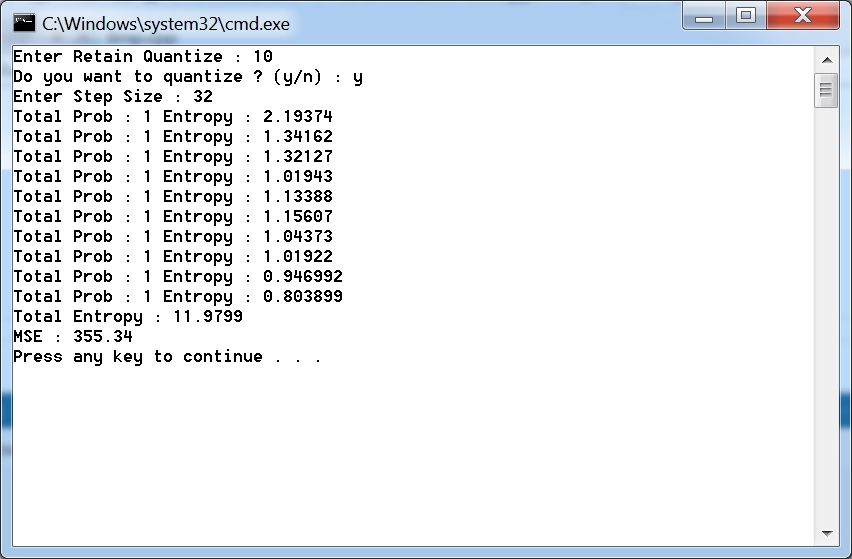 C:\Windows\system32\cmd.exe
Enter Retain Quantize : 10
Do you want to quantize ? (y/n) : y
Enter Step Size : 32
Total Prob : 1 Entropy : 2.19374
Total Prob : 1 Entropy : 1.34162
Total Prob : 1 Entropy : 1.32127
Total Prob : 1 Entropy : 1.01943
Total Prob : 1 Entropy : 1.13388
Total Prob : 1 Entropy : 1.15607
Total Prob : 1 Entropy : 1.04373
Total Prob : 1 Entropy : 1.01922
Total Prob : 1 Entropy : 0.946992
Total Prob : 1 Entropy : 0.803899
Total Entropy : 11.9799
MSE : 355.34
Press any key to continue . . .